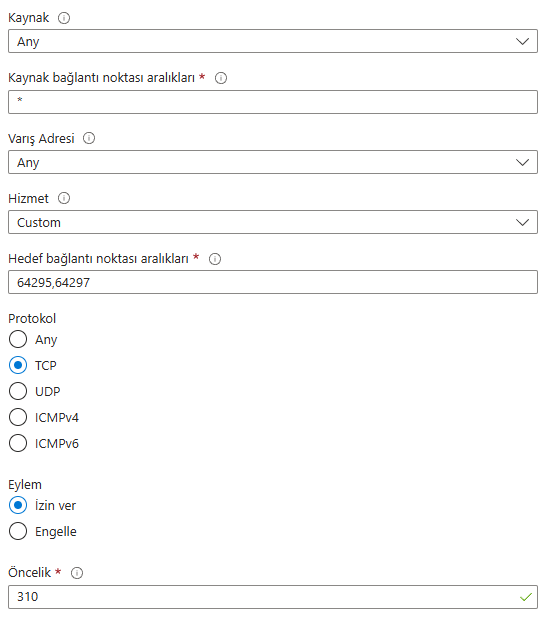 Kaynak
Any
Kaynak bağlantı noktası aralıkları *
*
Varış Adresi
Any
Hizmet
Custom
Hedef bağlantı noktası aralıkları *
64295,64297
Protokol
Any
TCP
UDP
ICMPv4
ICMPv6
Eylem
İzin ver
Engelle
Öncelik *
310